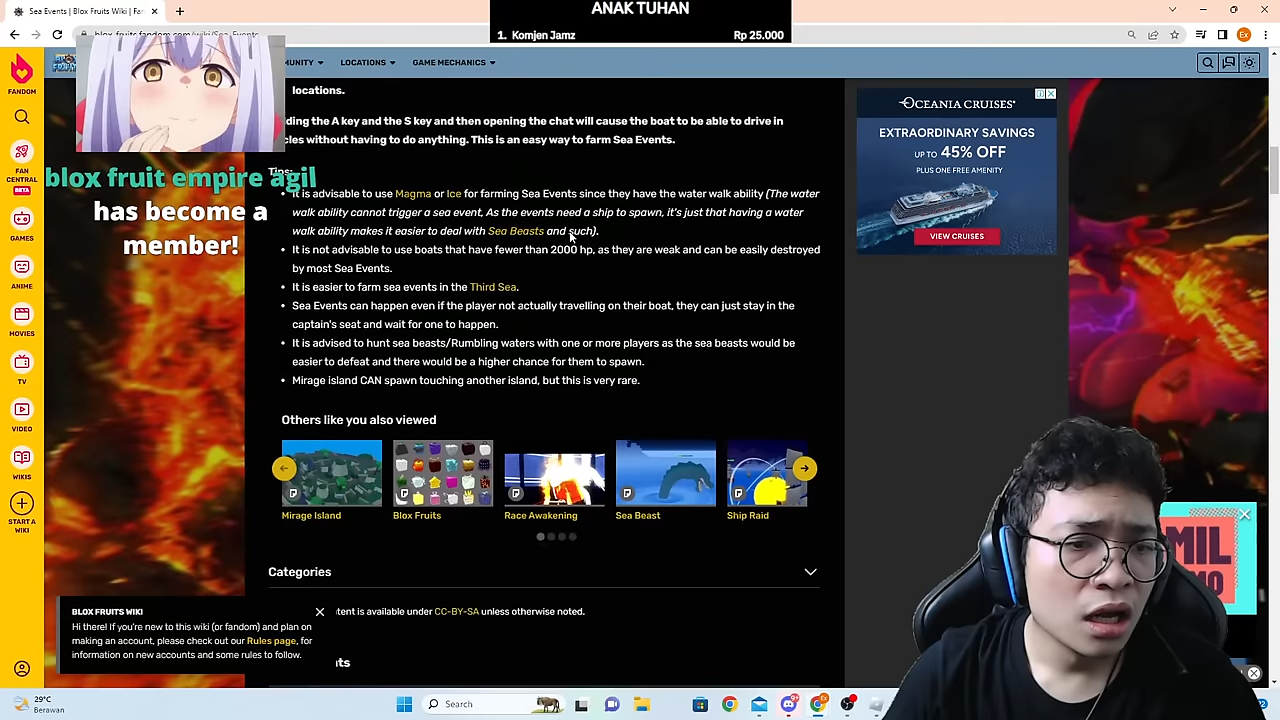 Sea Events | Blox Fruits Wiki | Fan
blox-fruits.fandom.com/wiki/Sea_Events
ANAK TUHAN
1. Komjen Jamz Rp 25.000
LOCATIONS
GAME MECHANICS
FANDOM
FAN CENTRAL
BETA
GAMES
ANIME
MOVIES
TV
VIDEO
WIKIS
START A WIKI
blox fruit empire agil
has become a
member!
locations.
ding the A key and the S key and then opening the chat will cause the boat to be able to drive in
cles without having to do anything. This is an easy way to farm Sea Events.
Tips:
It is advisable to use Magma or Ice for farming Sea Events since they have the water walk ability (The water
walk ability cannot trigger a sea event, As the events need a ship to spawn, it's just that having a water
walk ability makes it easier to deal with Sea Beasts and such).
It is not advisable to use boats that have fewer than 2000 hp, as they are weak and can be easily destroyed
by most Sea Events.
It is easier to farm sea events in the Third Sea.
Sea Events can happen even if the player not actually travelling on their boat, they can just stay in the
captain's seat and wait for one to happen.
It is advised to hunt sea beasts/Rumbling waters with one or more players as the sea beasts would be
easier to defeat and there would be a higher chance for them to spawn.
Mirage island CAN spawn touching another island, but this is very rare.
Others like you also viewed
Mirage Island
Blox Fruits
Race Awakening
Sea Beast
Ship Raid
Categories
tent is available under CC-BY-SA unless otherwise noted.
BLOX FRUITS WIKI
Hi there! If you're new to this wiki (or fandom) and plan on
making an account, please check out our Rules page, for
information on new accounts and some rules to follow.
OCEANIA CRUISES
EXTRAORDINARY SAVINGS
UP TO 45% OFF
PLUS ONE FREE AMENITY
VIEW CRUISES
29°C
Berawan
Search